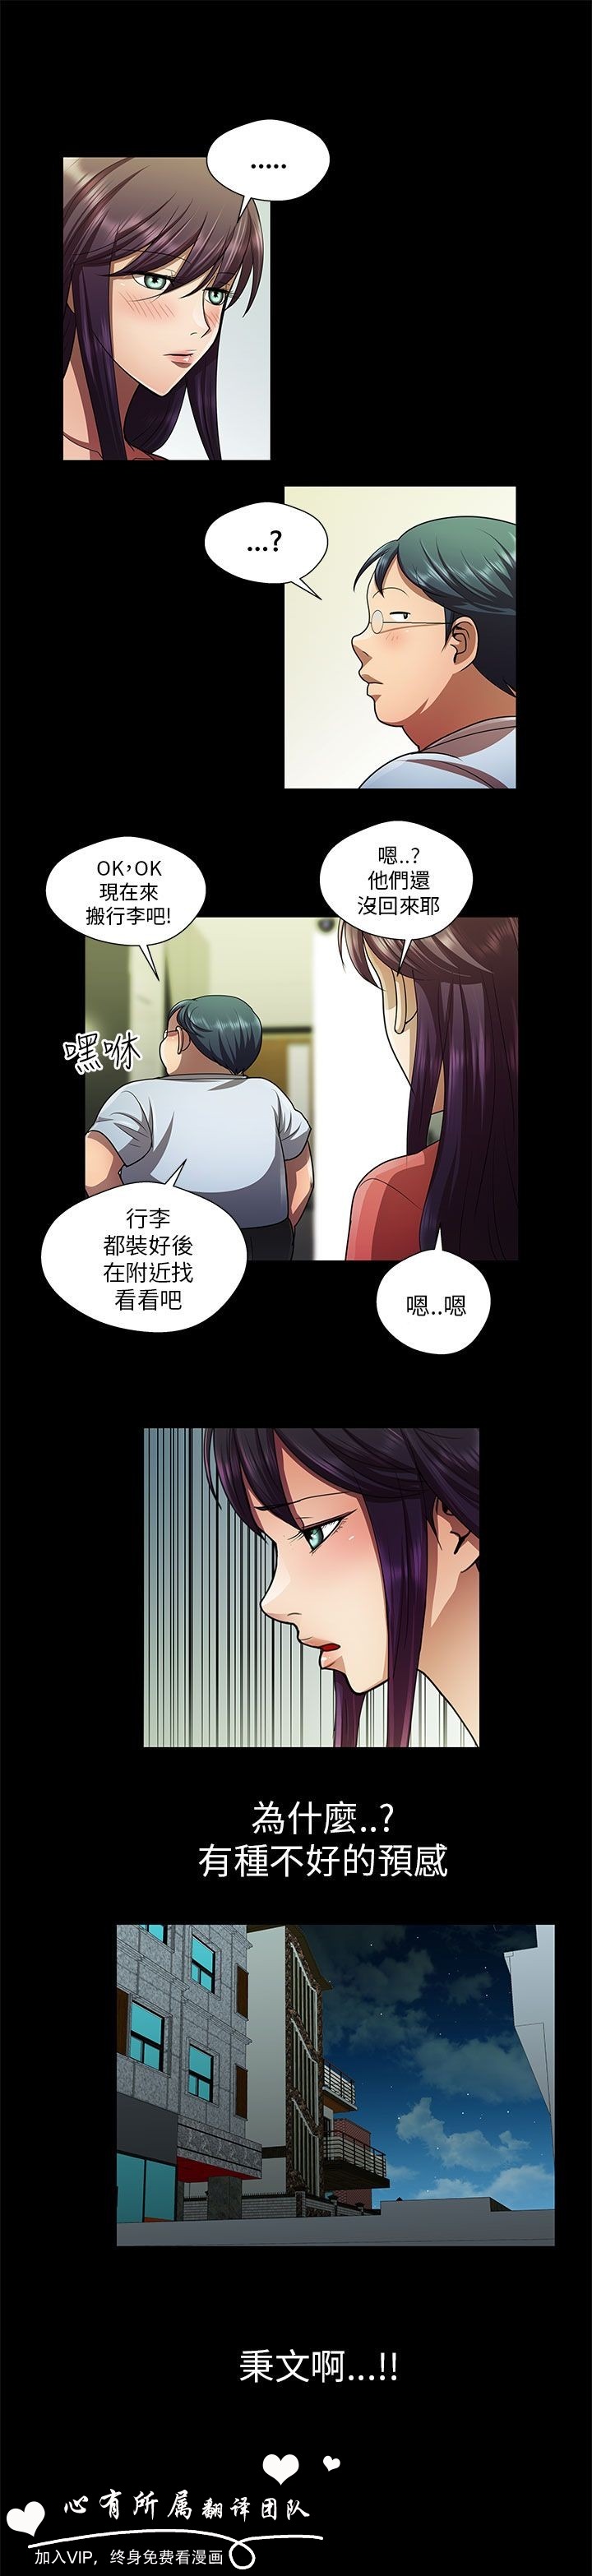 .....
...?
OK，OK
現在來
搬行李吧!
嗯..?
他們還
沒回來耶
嘿咻
行李
都裝好後
在附近找
看看吧
嗯..嗯
為什麼..?
有種不好的預感
秉文啊...!!
心有所属翻译团队
加入VIP，终身免费看漫画